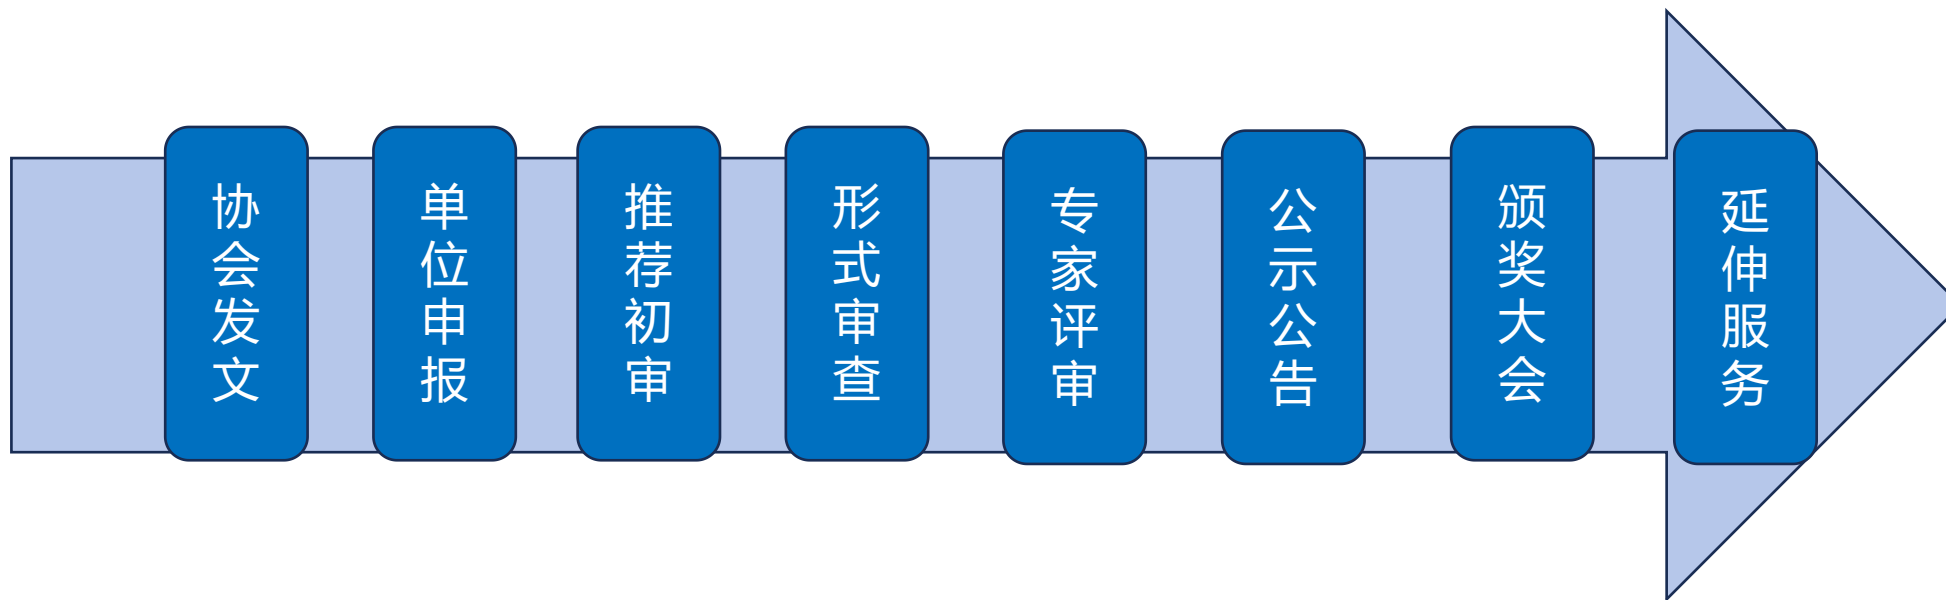 协会发文
单位申报
推荐初审
形式审查
专家评审
公示公告
颁奖大会
延伸服务